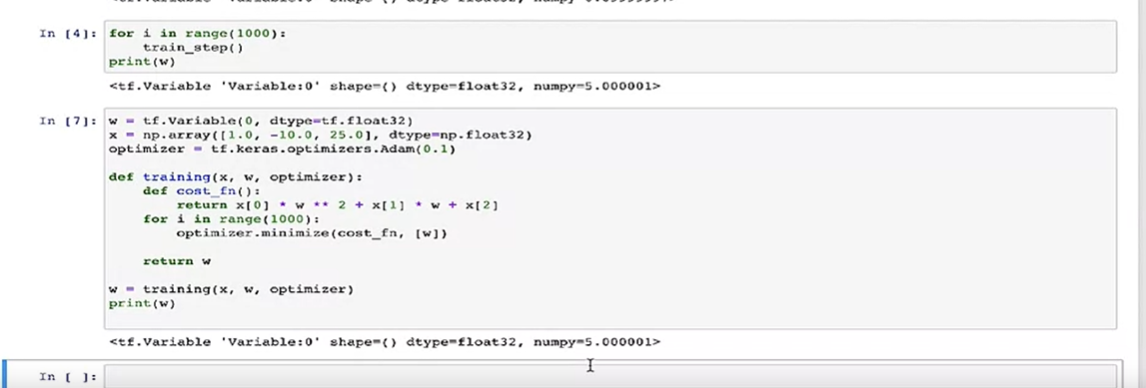 In [4]: for i in range(1000):
train_step()
print(w)
<tf.Variable 'Variable:0' shape=() dtype=float32, numpy=5.000001>
In [7]: w = tf.Variable(0, dtype=tf.float32)
x = np.array([1.0, -10.0, 25.0], dtype=np.float32)
optimizer = tf.keras.optimizers.Adam(0.1)
def training(x, w, optimizer):
def cost_fn():
return x[0] * w ** 2 + x[1] * w + x[2]
for i in range(1000):
optimizer.minimize(cost_fn, [w])
return w
w = training(x, w, optimizer)
print(w)
<tf.Variable 'Variable:0' shape=() dtype=float32, numpy=5.000001>
In [ ]: